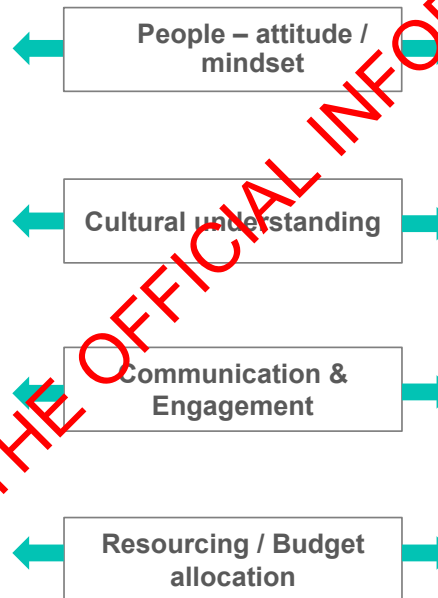 People – attitude /
mindset
Cultural understanding
Communication &
Engagement
Resourcing / Budget
allocation
THE OFFICIAL INFO